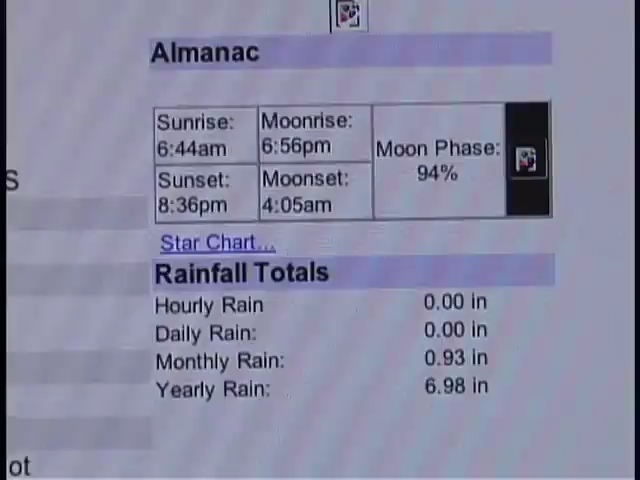 Almanac
Sunrise: Moonrise:
6:44am 6:56pm
Moon Phase:
94%
Sunset: Moonset:
8:36pm 4:05am
S
Star Chart...
Rainfall Totals
Hourly Rain 0.00 in
Daily Rain: 0.00 in
Monthly Rain: 0.93 in
Yearly Rain: 6.98 in
ot